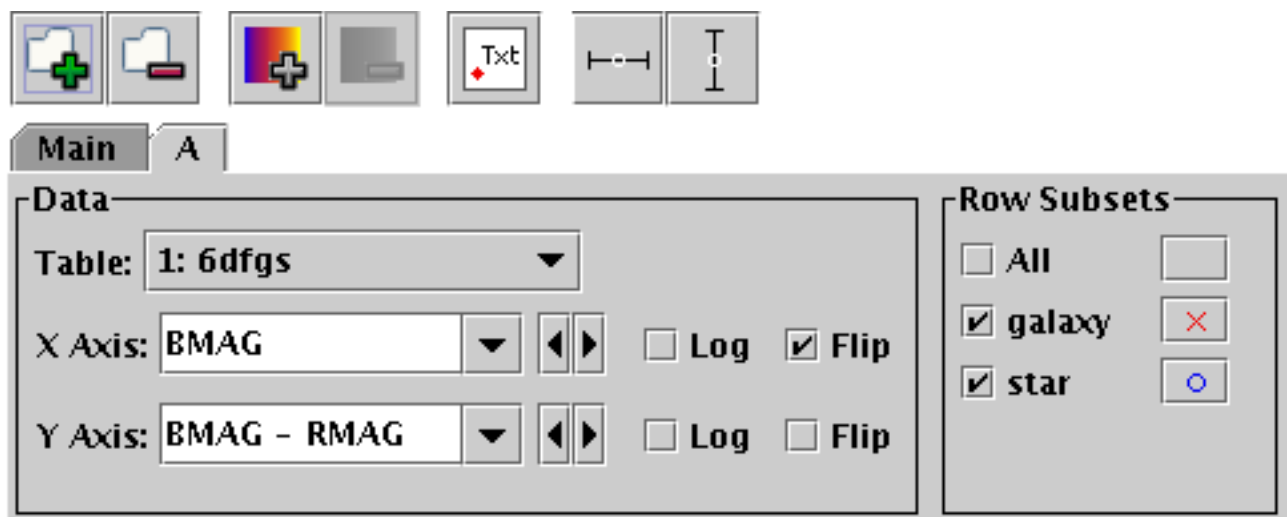 Txt
Main A
Data
Table: 1: 6dfgs
X Axis: BMAG Log Flip
Y Axis: BMAG - RMAG Log Flip
Row Subsets
All
galaxy
star